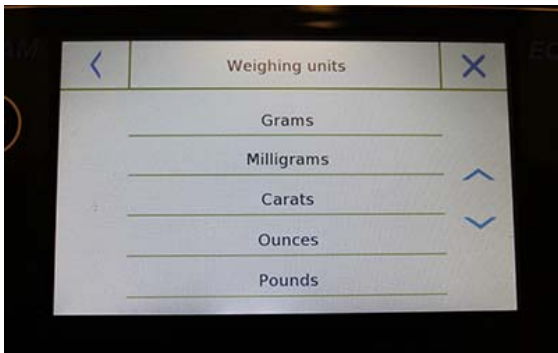 Weighing units
Grams
Milligrams
Carats
Ounces
Pounds